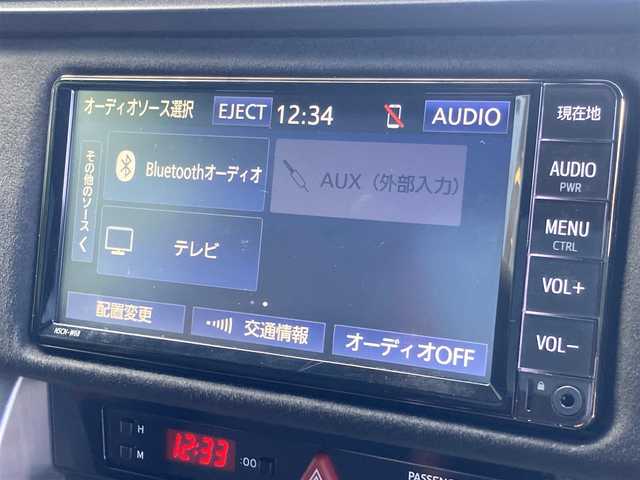 オーディオソース選択 EJECT 12:34 AUDIO
その他のソース
Bluetoothオーディオ
AUX（外部入力）
テレビ
配置変更 交通情報 オーディオOFF
NSCN-W68
現在地
AUDIO
PWR
MENU
CTRL
VOL+
VOL−
H
M
12:33 :00
PASSENG